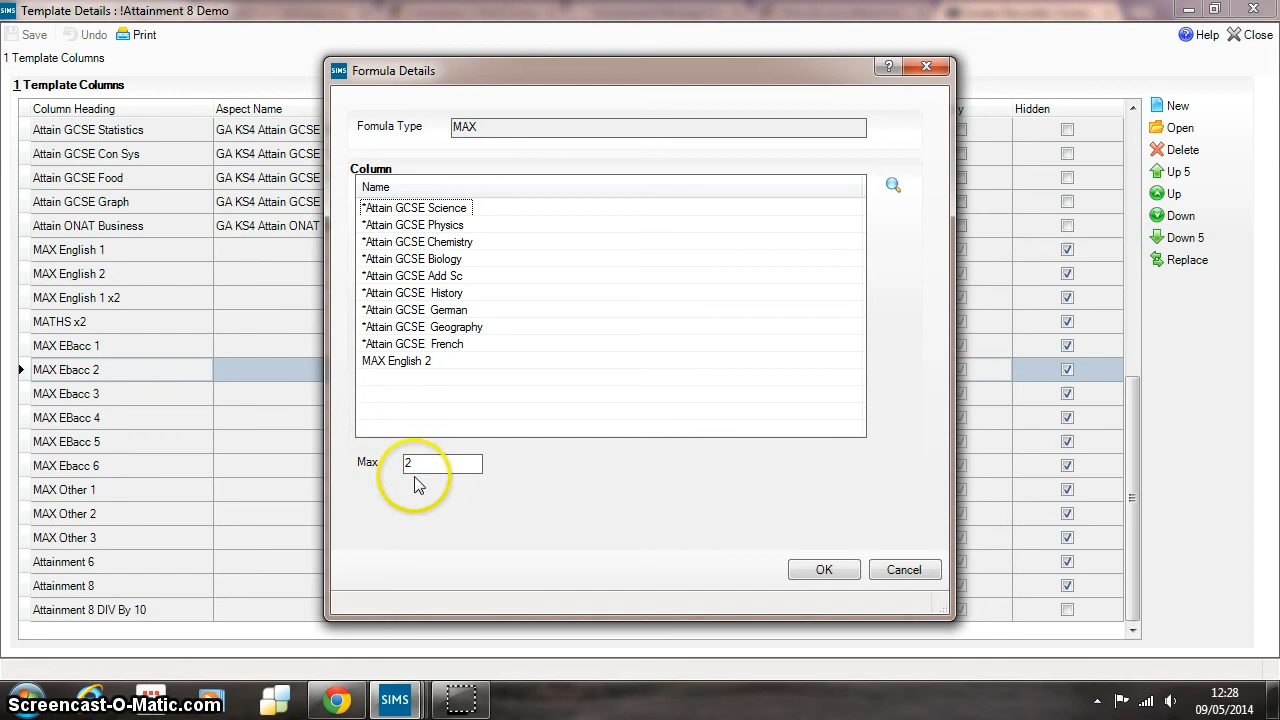 SIMS Template Details : !Attainment 8 Demo
Save Undo Print Help Close
1 Template Columns
1 Template Columns
Column Heading Aspect Name y Hidden
Attain GCSE Statistics GA KS4 Attain GCSE
Attain GCSE Con Sys GA KS4 Attain GCSE
Attain GCSE Food GA KS4 Attain GCSE
Attain GCSE Graph GA KS4 Attain GCSE
Attain ONAT Business GA KS4 Attain ONAT
MAX English 1
MAX English 2
MAX English 1 x2
MATHS x2
MAX EBacc 1
MAX Ebacc 2
MAX EBacc 3
MAX EBacc 4
MAX EBacc 5
MAX Ebacc 6
MAX Other 1
MAX Other 2
MAX Other 3
Attainment 6
Attainment 8
Attainment 8 DIV By 10
SIMS Formula Details ?
Fomula Type MAX
Column
Name
*Attain GCSE Science
*Attain GCSE Physics
*Attain GCSE Chemistry
*Attain GCSE Biology
*Attain GCSE Add Sc
*Attain GCSE  History
*Attain GCSE  German
*Attain GCSE  Geography
*Attain GCSE  French
MAX English 2
Max 2
OK Cancel
New
Open
Delete
Up 5
Up
Down
Down 5
Replace
Screencast-O-Matic.com
SIMS
12:28
09/05/2014